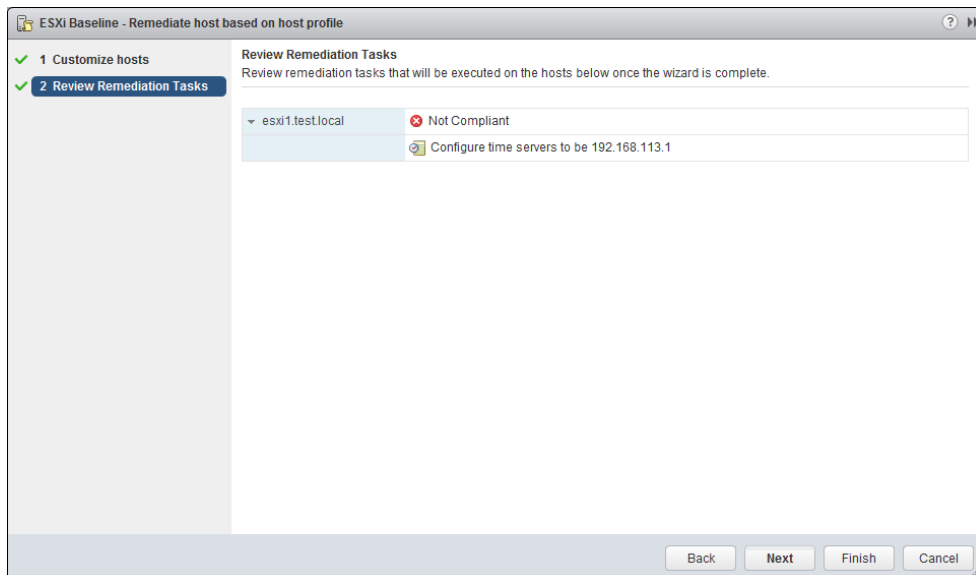 ESXi Baseline - Remediate host based on host profile
?
1 Customize hosts
2 Review Remediation Tasks
Review Remediation Tasks
Review remediation tasks that will be executed on the hosts below once the wizard is complete.
esxi1.test.local Not Compliant
Configure time servers to be 192.168.113.1
Back Next Finish Cancel